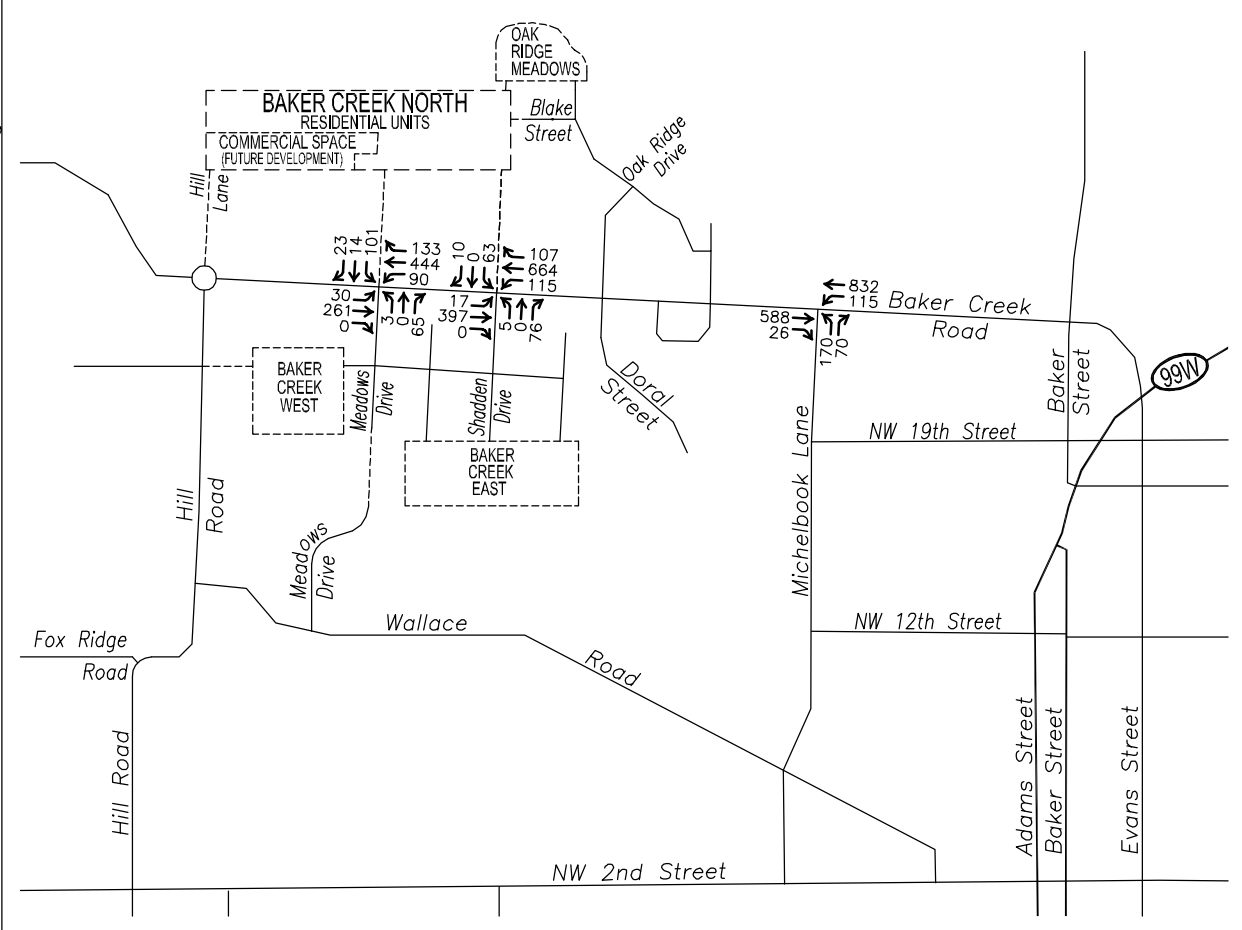 OAK
RIDGE
MEADOWS
BAKER CREEK NORTH
RESIDENTIAL UNITS
COMMERCIAL SPACE
(FUTURE DEVELOPMENT)
Blake
Street
Oak Ridge
Drive
Hill
Lane
23
14
101
133
444
90
30
261
0
3
0
65
10
0
63
107
664
115
17
397
0
5
0
76
832
115
588
26
170
70
Baker Creek
Road
BAKER
CREEK
WEST
Meadows
Drive
Shadden
Drive
BAKER
CREEK
EAST
Doral
Street
Baker
Street
99W
NW 19th Street
Michelbook Lane
Hill
Road
Meadows
Drive
Wallace
Road
NW 12th Street
Fox Ridge
Road
Hill Road
Adams Street
Baker Street
Evans Street
NW 2nd Street